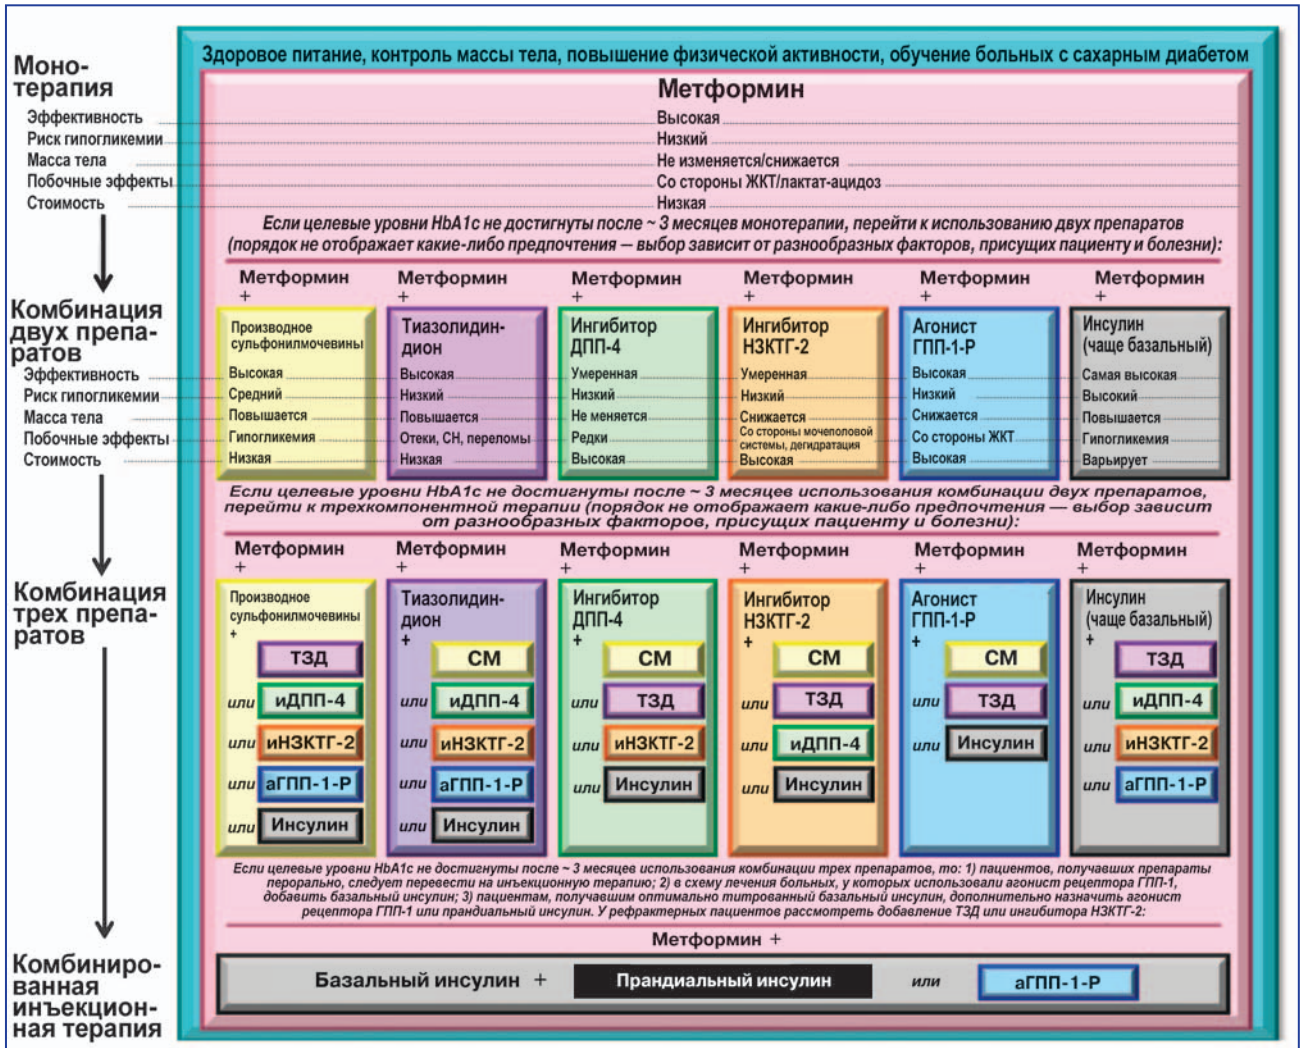 Здоровое питание, контроль массы тела, повышение физической активности, обучение больных с сахарным диабетом
Моно-
терапия
Метформин
Эффективность Высокая
Риск гипогликемии Низкий
Масса тела Не изменяется/снижается
Побочные эффекты Со стороны ЖКТ/лактат-ацидоз
Стоимость Низкая
Если целевые уровни HbA1c не достигнуты после ~ 3 месяцев монотерапии, перейти к использованию двух препаратов
(порядок не отображает какие-либо предпочтения — выбор зависит от разнообразных факторов, присущих пациенту и болезни):
Комбинация
двух препа-
ратов
Эффективность
Риск гипогликемии
Масса тела
Побочные эффекты
Стоимость
Метформин
+
Производное
сульфонилмочевины
Высокая
Средний
Повышается
Гипогликемия
Низкая
Метформин
+
Тиазолидин-
дион
Высокая
Низкий
Повышается
Отеки, СН, переломы
Низкая
Метформин
+
Ингибитор
ДПП-4
Умеренная
Низкий
Не меняется
Редки
Высокая
Метформин
+
Ингибитор
НЗКТГ-2
Умеренная
Низкий
Снижается
Со стороны мочеполовой
системы, дегидратация
Высокая
Метформин
+
Агонист
ГПП-1-Р
Высокая
Низкий
Снижается
Со стороны ЖКТ
Высокая
Метформин
+
Инсулин
(чаще базальный)
Самая высокая
Высокий
Повышается
Гипогликемия
Варьирует
Если целевые уровни HbA1c не достигнуты после ~ 3 месяцев использования комбинации двух препаратов,
перейти к трехкомпонентной терапии (порядок не отображает какие-либо предпочтения — выбор зависит
от разнообразных факторов, присущих пациенту и болезни):
Комбинация
трех препа-
ратов
Метформин
+
Производное
сульфонилмочевины
+
ТЗД
или иДПП-4
или иНЗКТГ-2
или аГПП-1-Р
или Инсулин
Метформин
+
Тиазолидин-
дион
+
СМ
или иДПП-4
или иНЗКТГ-2
или аГПП-1-Р
или Инсулин
Метформин
+
Ингибитор
ДПП-4
+
СМ
или ТЗД
или иНЗКТГ-2
или Инсулин
Метформин
+
Ингибитор
НЗКТГ-2
+
СМ
или ТЗД
или иДПП-4
или Инсулин
Метформин
+
Агонист
ГПП-1-Р
+
СМ
или ТЗД
или Инсулин
Метформин
+
Инсулин
(чаще базальный)
+
ТЗД
или иДПП-4
или иНЗКТГ-2
или аГПП-1-Р
Если целевые уровни HbA1c не достигнуты после ~ 3 месяцев использования комбинации трех препаратов, то: 1) пациентов, получавших препараты
перорально, следует перевести на инъекционную терапию; 2) в схему лечения больных, у которых использовали агонист рецептора ГПП-1,
добавить базальный инсулин; 3) пациентам, получавшим оптимально титрованный базальный инсулин, дополнительно назначить агонист
рецептора ГПП-1 или прандиальный инсулин. У рефрактерных пациентов рассмотреть добавление ТЗД или ингибитора НЗКТГ-2:
Комбиниро-
ванная
инъекцион-
ная терапия
Метформин +
Базальный инсулин + Прандиальный инсулин или аГПП-1-Р